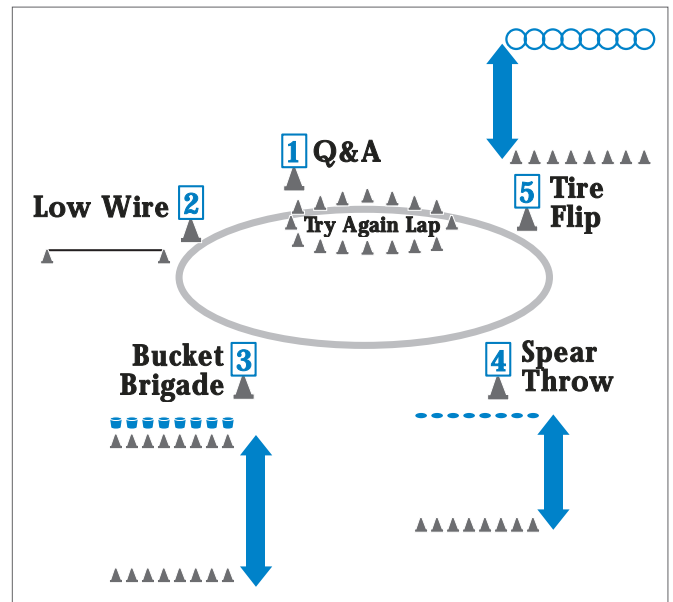 1 Q&A
Low Wire 2
5 Tire
Flip
Try Again Lap
Bucket
Brigade 3
4 Spear
Throw